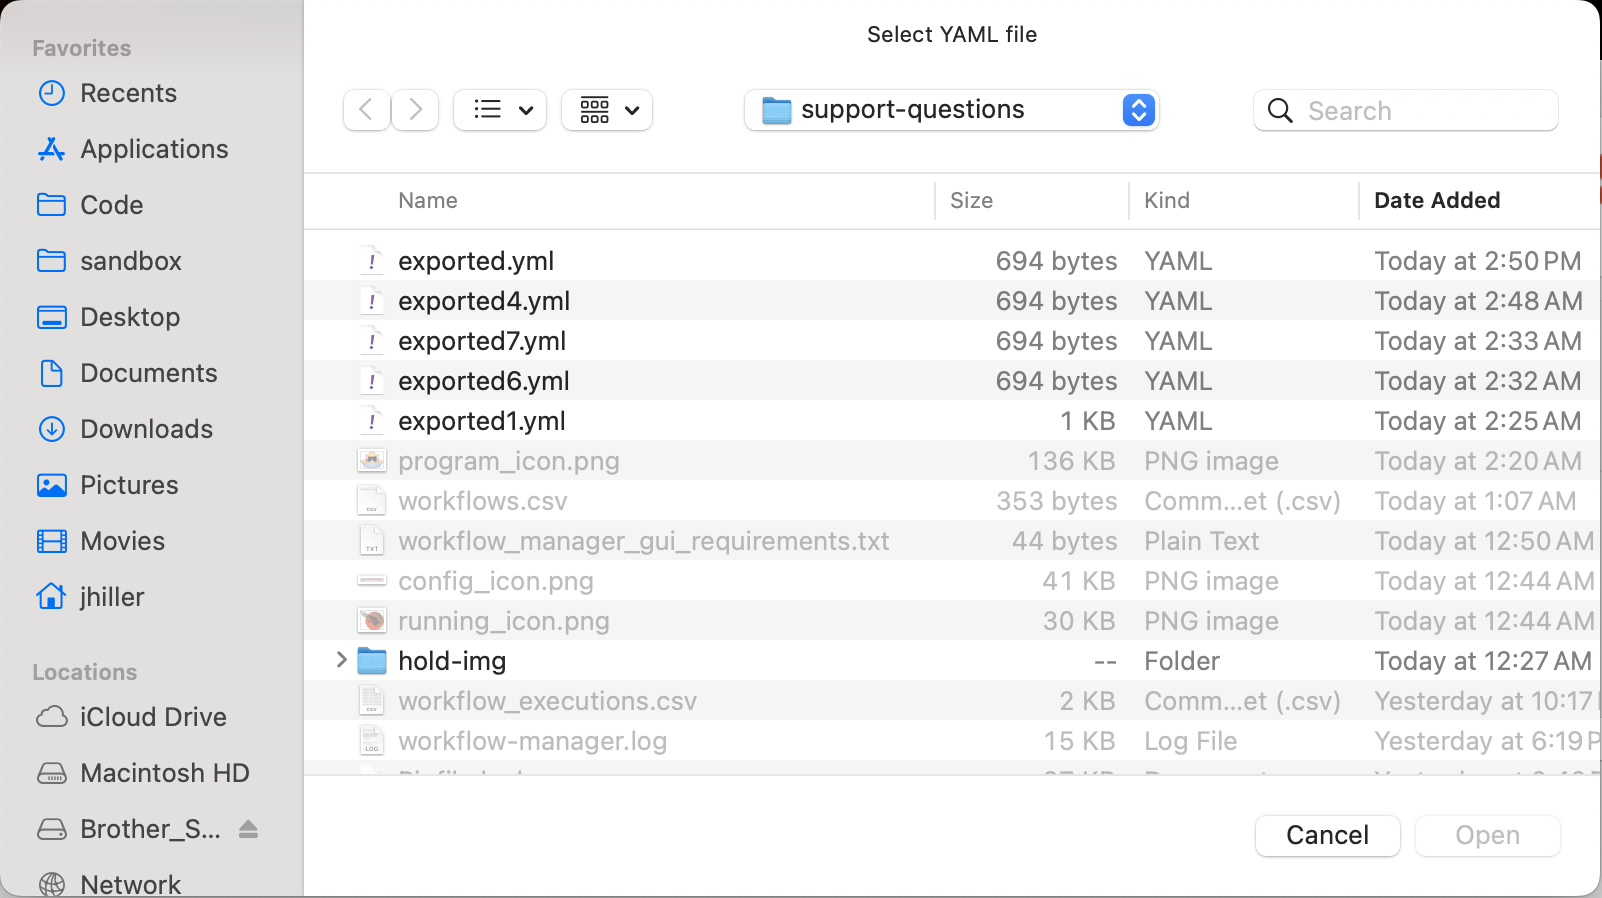 Select YAML file
Favorites
Recents
Applications
Code
sandbox
Desktop
Documents
Downloads
Pictures
Movies
jhiller
Locations
iCloud Drive
Macintosh HD
Brother_S...
Network
support-questions
Search
Name Size Kind Date Added
exported.yml 694 bytes YAML Today at 2:50 PM
exported4.yml 694 bytes YAML Today at 2:48 AM
exported7.yml 694 bytes YAML Today at 2:33 AM
exported6.yml 694 bytes YAML Today at 2:32 AM
exported1.yml 1 KB YAML Today at 2:25 AM
program_icon.png 136 KB PNG image Today at 2:20 AM
workflows.csv 353 bytes Comm...et (.csv) Today at 1:07 AM
workflow_manager_gui_requirements.txt 44 bytes Plain Text Today at 12:50 AM
config_icon.png 41 KB PNG image Today at 12:44 AM
running_icon.png 30 KB PNG image Today at 12:44 AM
hold-img -- Folder Today at 12:27 AM
workflow_executions.csv 2 KB Comm...et (.csv) Yesterday at 10:17
workflow-manager.log 15 KB Log File Yesterday at 6:19 P
Cancel Open